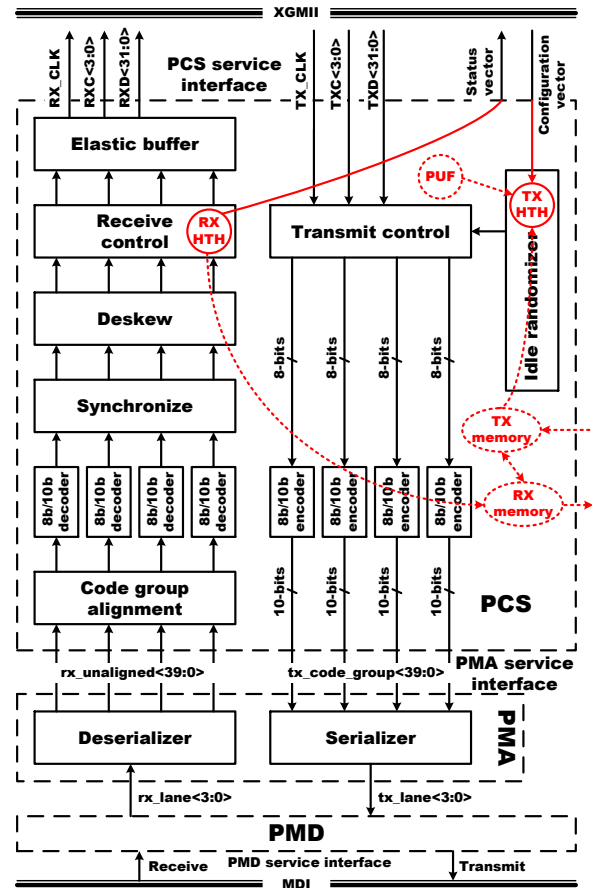 XGMII
RX_CLK
RXC<3:0>
RXD<31:0>
PCS service
interface
TX_CLK
TXC<3:0>
TXD<31:0>
Status
vector
Configuration
vector
Elastic buffer
PUF
TX
HTH
Receive
control
RX
HTH
Transmit control
Idle randomizer
Deskew
8-bits
8-bits
8-bits
8-bits
Synchronize
TX
memory
8b/10b
decoder
8b/10b
decoder
8b/10b
decoder
8b/10b
decoder
8b/10b
encoder
8b/10b
encoder
8b/10b
encoder
8b/10b
encoder
RX
memory
Code group
alignment
10-bits
10-bits
10-bits
10-bits
PCS
rx_unaligned<39:0>
tx_code_group<39:0>
PMA service
interface
Deserializer
Serializer
PMA
rx_lane<3:0>
tx_lane<3:0>
PMD
Receive
PMD service interface
Transmit
MDI